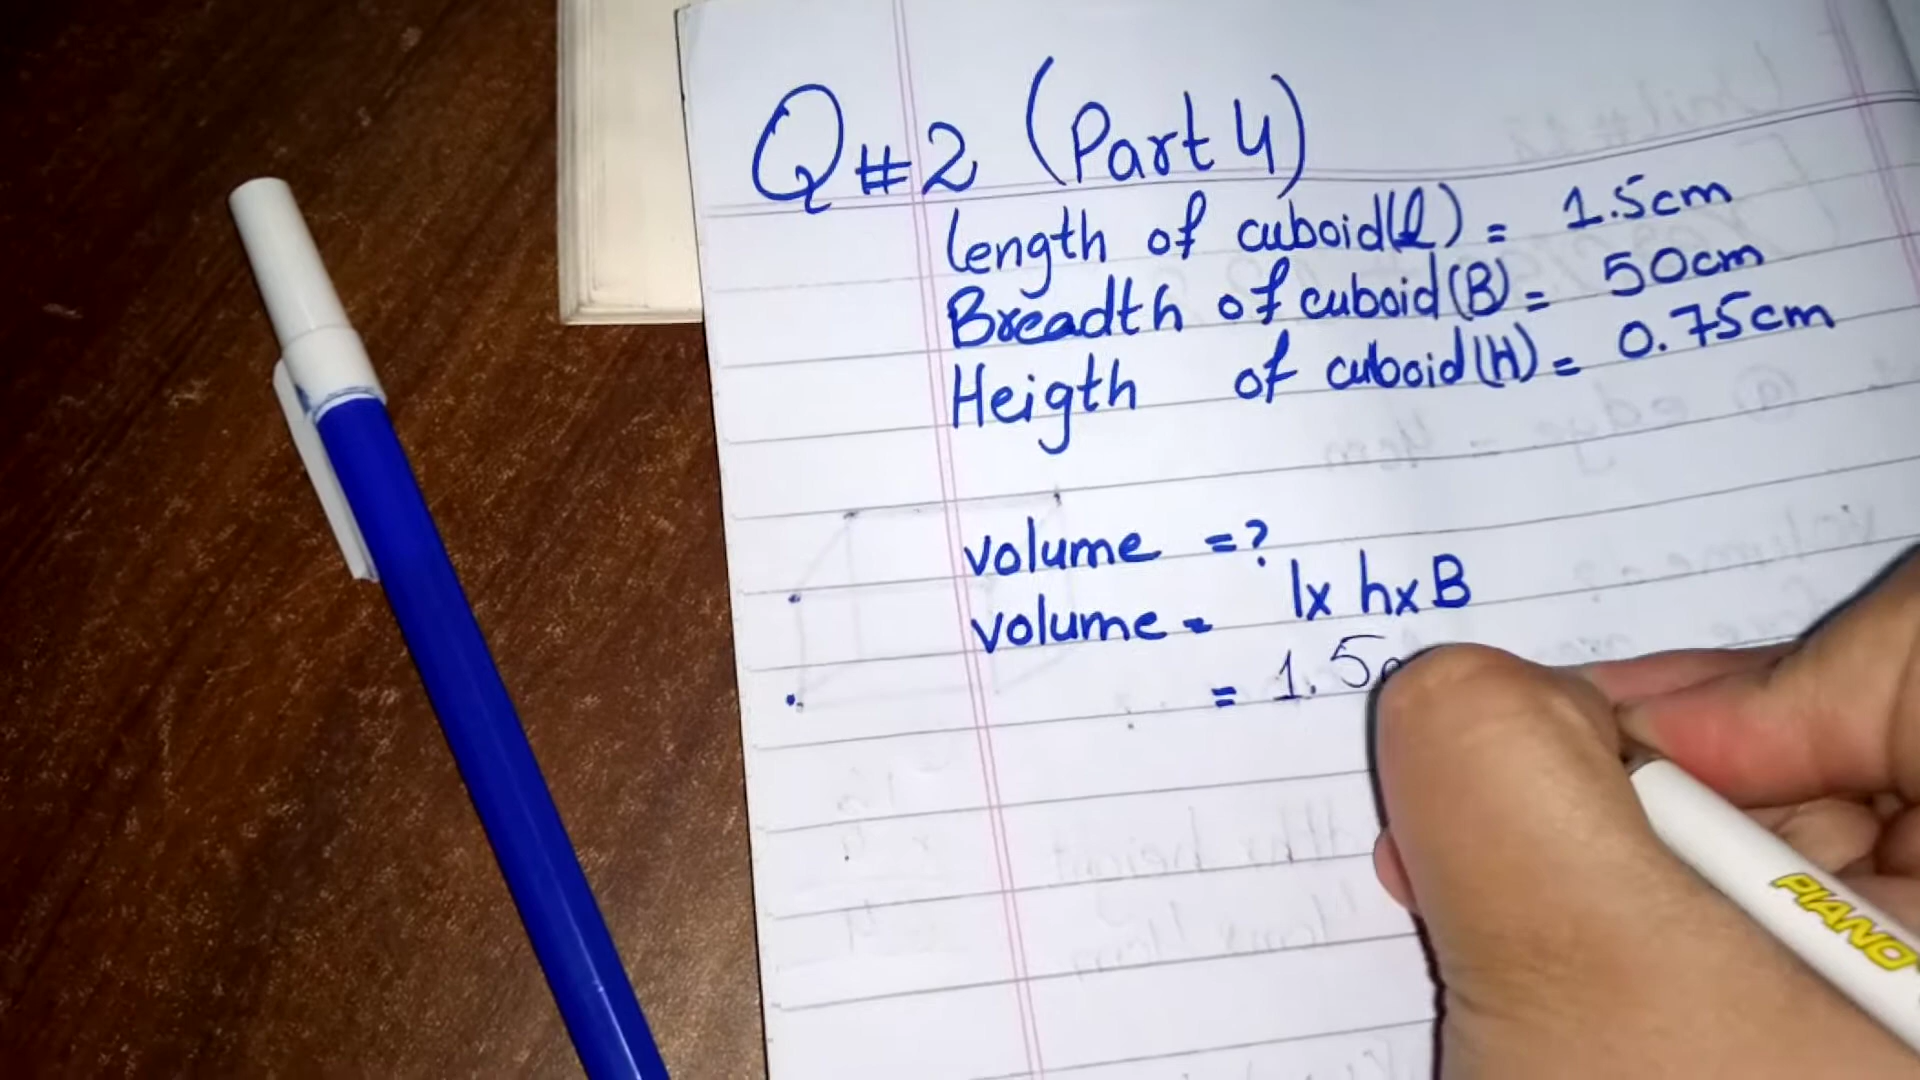 Q#2 (Part 4)
length of cuboid(l) = 1.5cm
Breadth of cuboid(B) = 50cm
Heigth of cuboid(H) = 0.75cm
volume =?
volume = l x h x B
= 1.5
PIANO